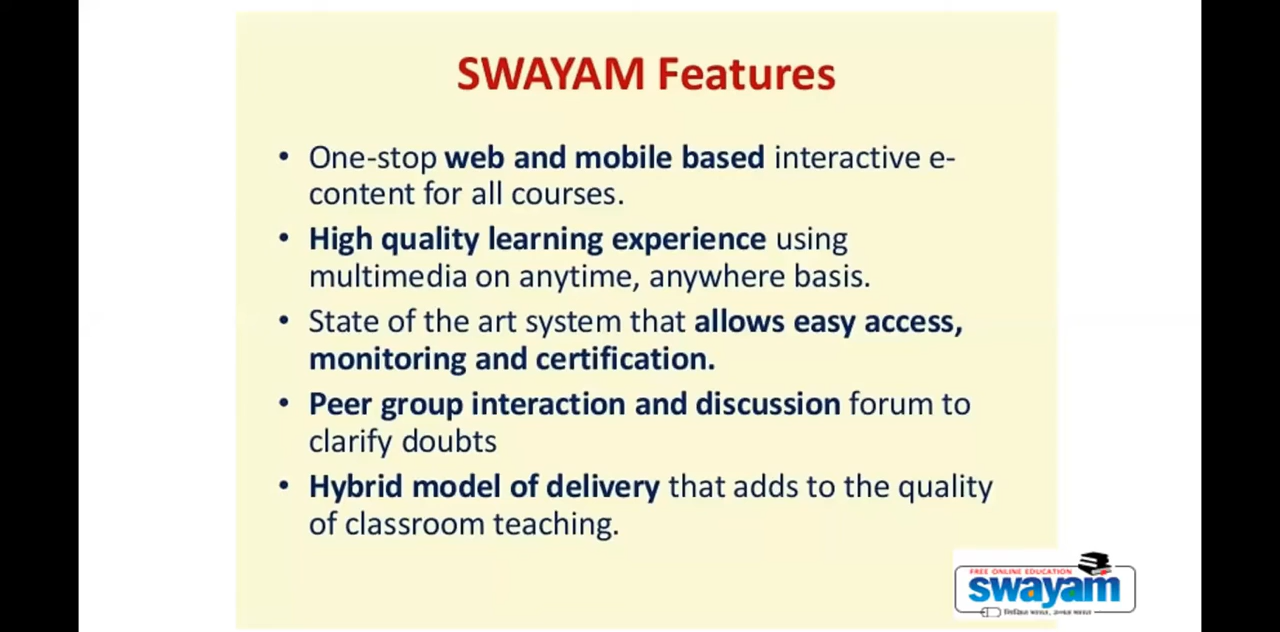 SWAYAM Features
• One-stop web and mobile based interactive e-
content for all courses.
• High quality learning experience using
multimedia on anytime, anywhere basis.
• State of the art system that allows easy access,
monitoring and certification.
• Peer group interaction and discussion forum to
clarify doubts
• Hybrid model of delivery that adds to the quality
of classroom teaching.
FREE ONLINE EDUCATION
swayam